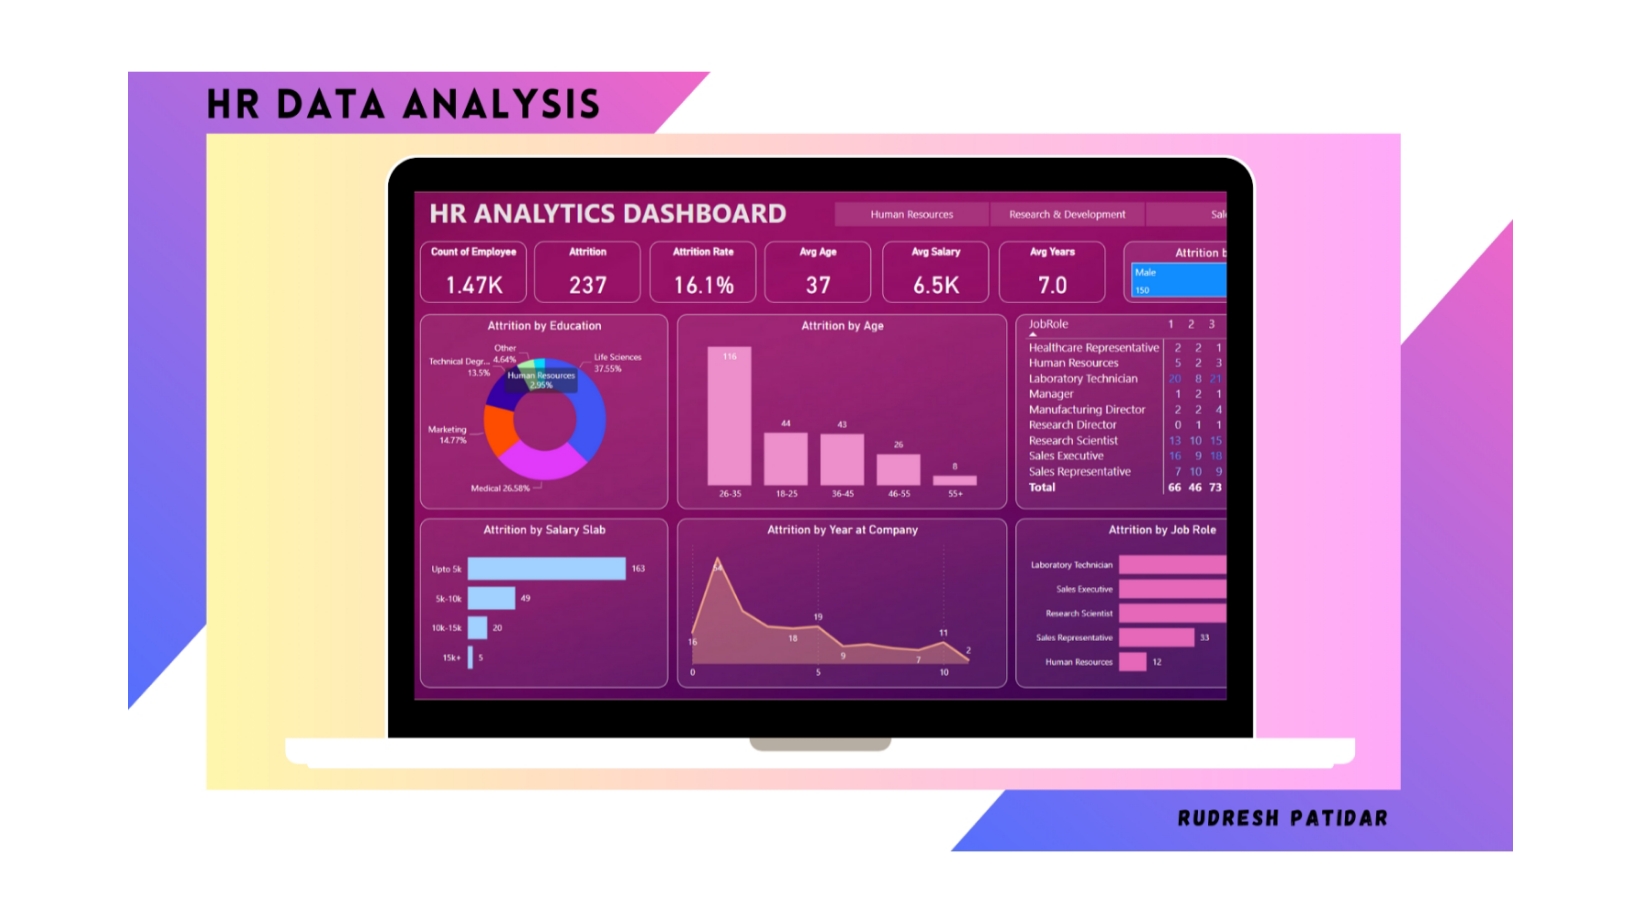 HR DATA ANALYSIS
HR ANALYTICS DASHBOARD
Human Resources
Research & Development
Sal
Count of Employee
1.47K
Attrition
237
Attrition Rate
16.1%
Avg Age
37
Avg Salary
6.5K
Avg Years
7.0
Attrition b
Male
150
Attrition by Education
Other
4.64%
Technical Degr...
13.5%
Human Resources
2.95%
Life Sciences
37.55%
Marketing
14.77%
Medical 26.58%
Attrition by Age
116
44
43
26
8
26-35 18-25 36-45 46-55 55+
JobRole 1 2 3
Healthcare Representative 2 2 1
Human Resources 5 2 3
Laboratory Technician 20 8 21
Manager 1 2 1
Manufacturing Director 2 2 4
Research Director 0 1 1
Research Scientist 13 10 15
Sales Executive 16 9 18
Sales Representative 7 10 9
Total 66 46 73
Attrition by Salary Slab
Upto 5k 163
5k-10k 49
10k-15k 20
15k+ 5
Attrition by Year at Company
16
18
19
9
7
11
2
0 5 10
Attrition by Job Role
Laboratory Technician
Sales Executive
Research Scientist
Sales Representative 33
Human Resources 12
RUDRESH PATIDAR